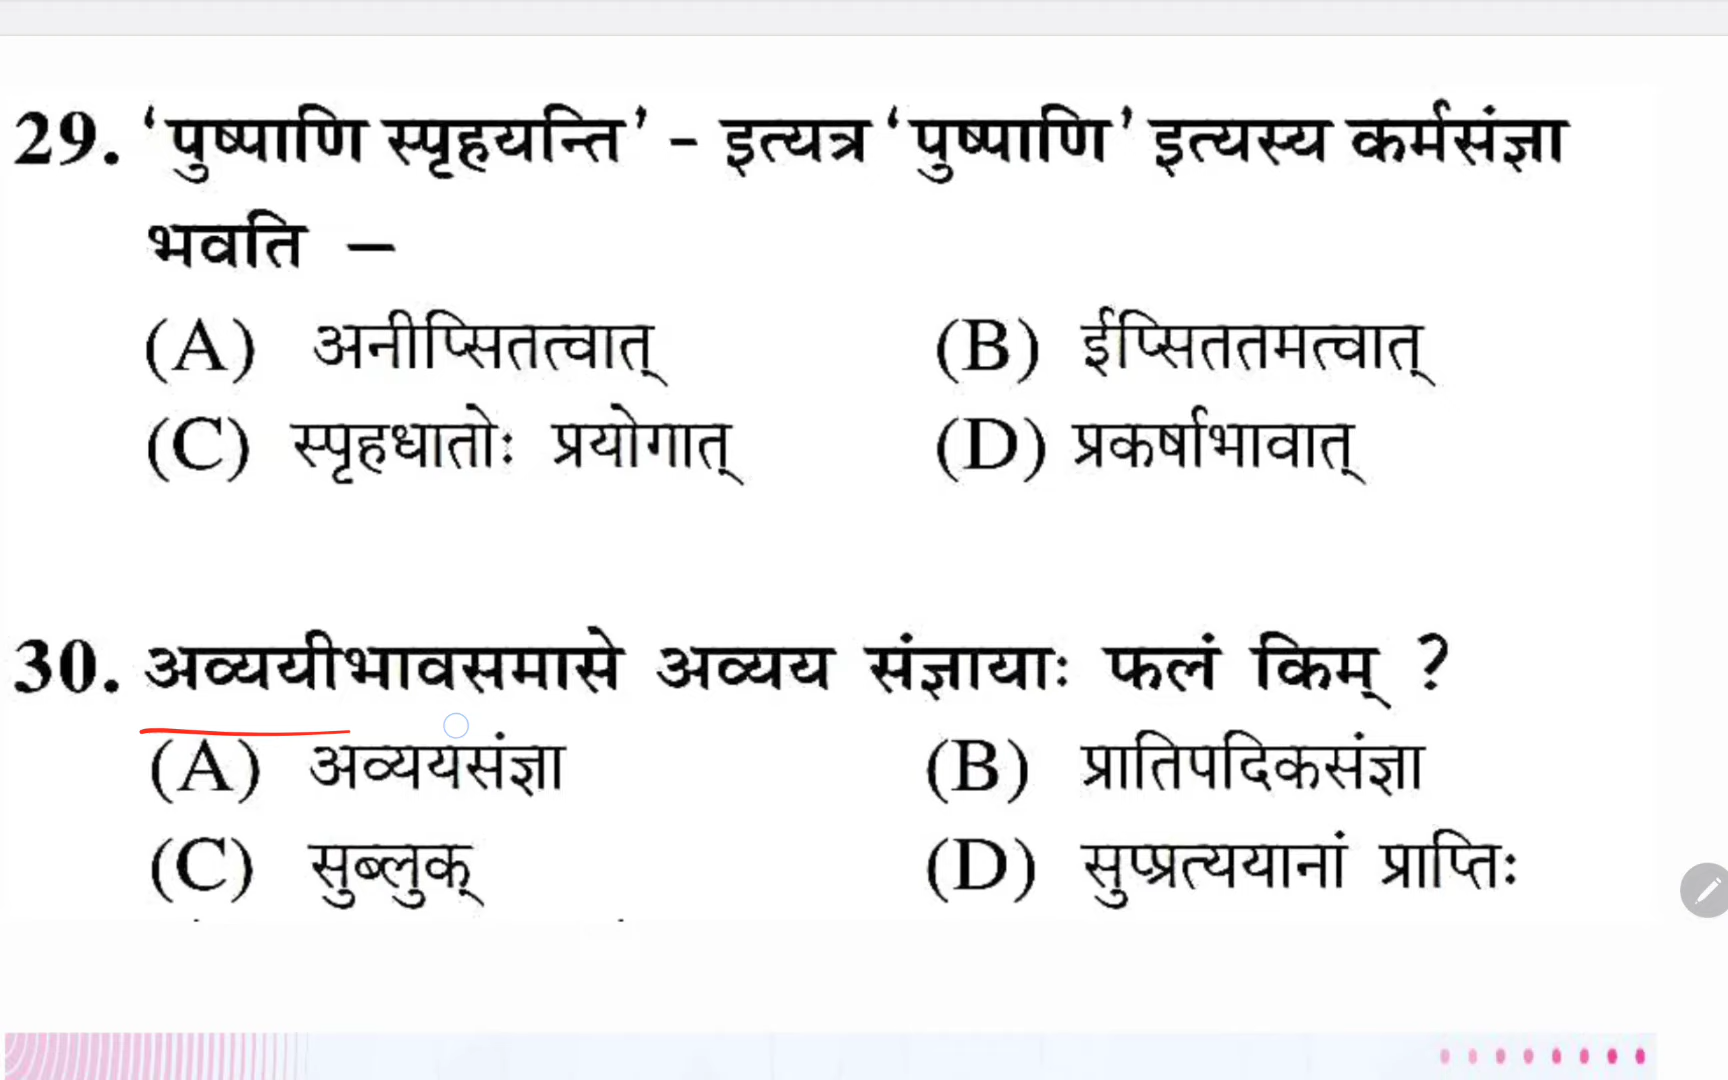 29. ‘पुष्पाणि स्पृहयन्ति’ - इत्यत्र ‘पुष्पाणि’ इत्यस्य कर्मसंज्ञा
भवति –
(A) अनीप्सितत्वात् (B) ईप्सिततमत्वात्
(C) स्पृहधातोः प्रयोगात् (D) प्रकर्षाभावात्
30. अव्ययीभावसमासे अव्यय संज्ञायाः फलं किम् ?
(A) अव्ययसंज्ञा (B) प्रातिपदिकसंज्ञा
(C) सुब्लुक् (D) सुप्प्रत्ययानां प्राप्तिः